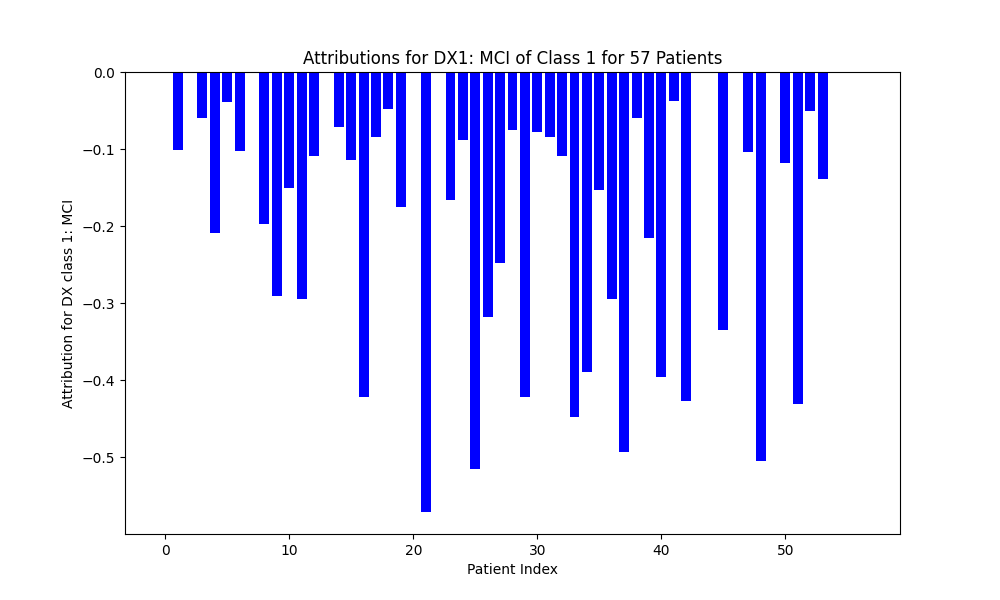 Attributions for DX1: MCI of Class 1 for 57 Patients
Attribution for DX class 1: MCI
0.0
−0.1
−0.2
−0.3
−0.4
−0.5
0 10 20 30 40 50
Patient Index